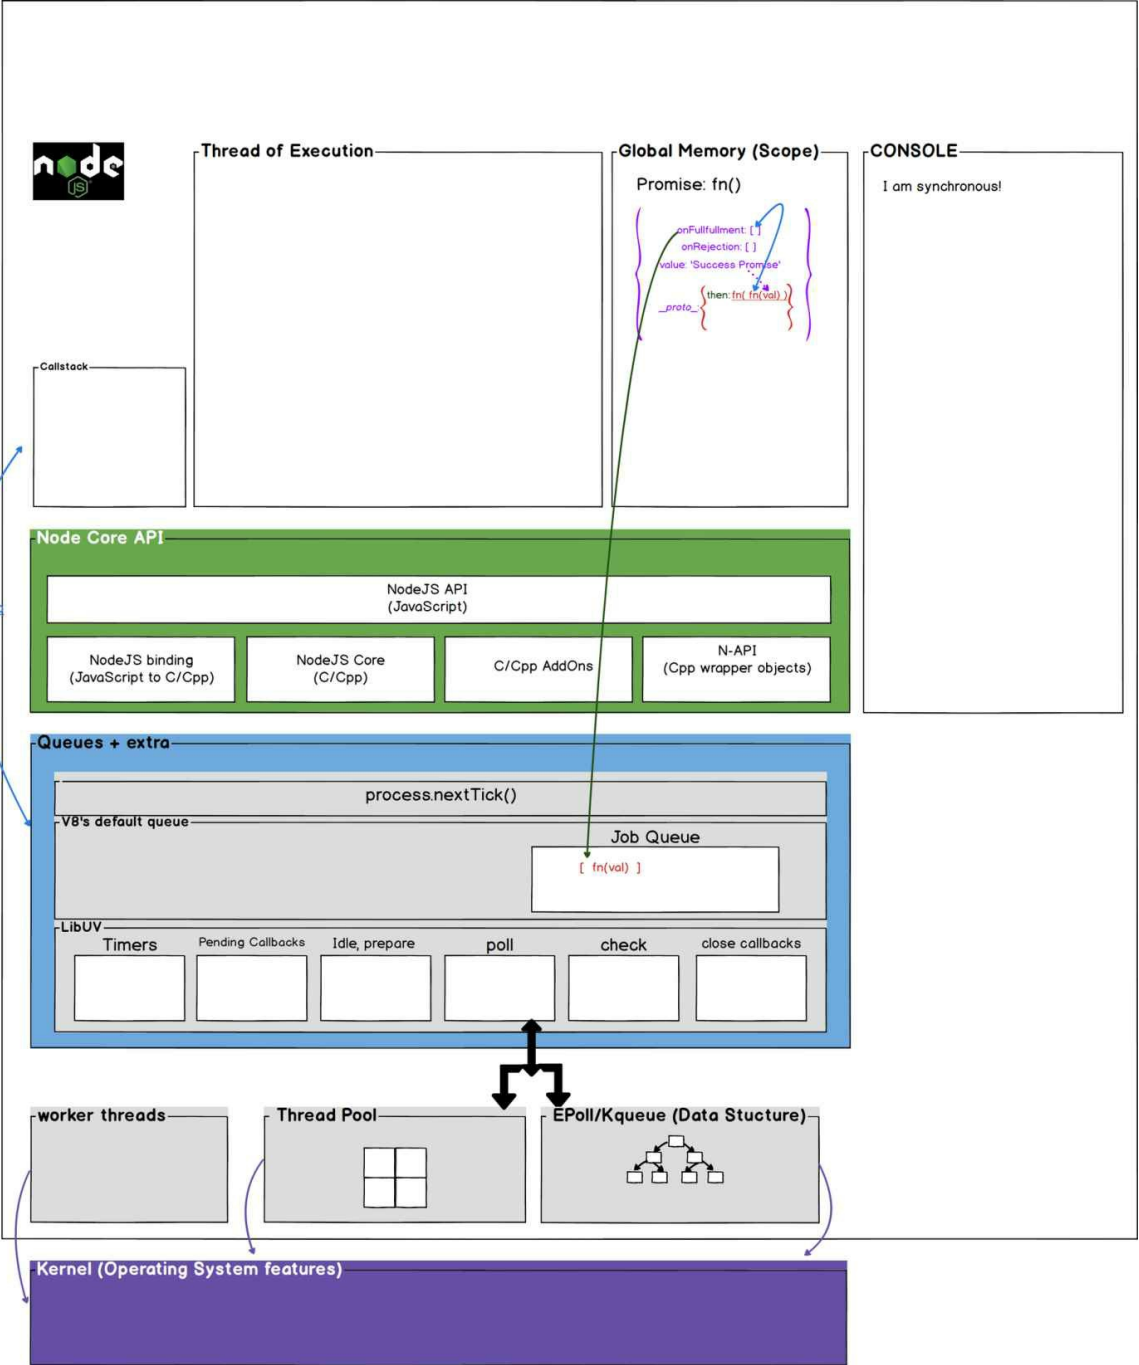 node
JS
Thread of Execution
Global Memory (Scope)
CONSOLE
Promise: fn()
I am synchronous!
onFullfullment: [ ]
onRejection: [ ]
value: 'Success Promise'
then: fn( fn(val) )
_proto_:
Callstack
Node Core API
NodeJS API
(JavaScript)
NodeJS binding
(JavaScript to C/Cpp)
NodeJS Core
(C/Cpp)
C/Cpp AddOns
N-API
(Cpp wrapper objects)
Queues + extra
process.nextTick()
V8's default queue
Job Queue
[ fn(val) ]
LibUV
Timers
Pending Callbacks
Idle, prepare
poll
check
close callbacks
worker threads
Thread Pool
EPoll/Kqueue (Data Stucture)
Kernel (Operating System features)